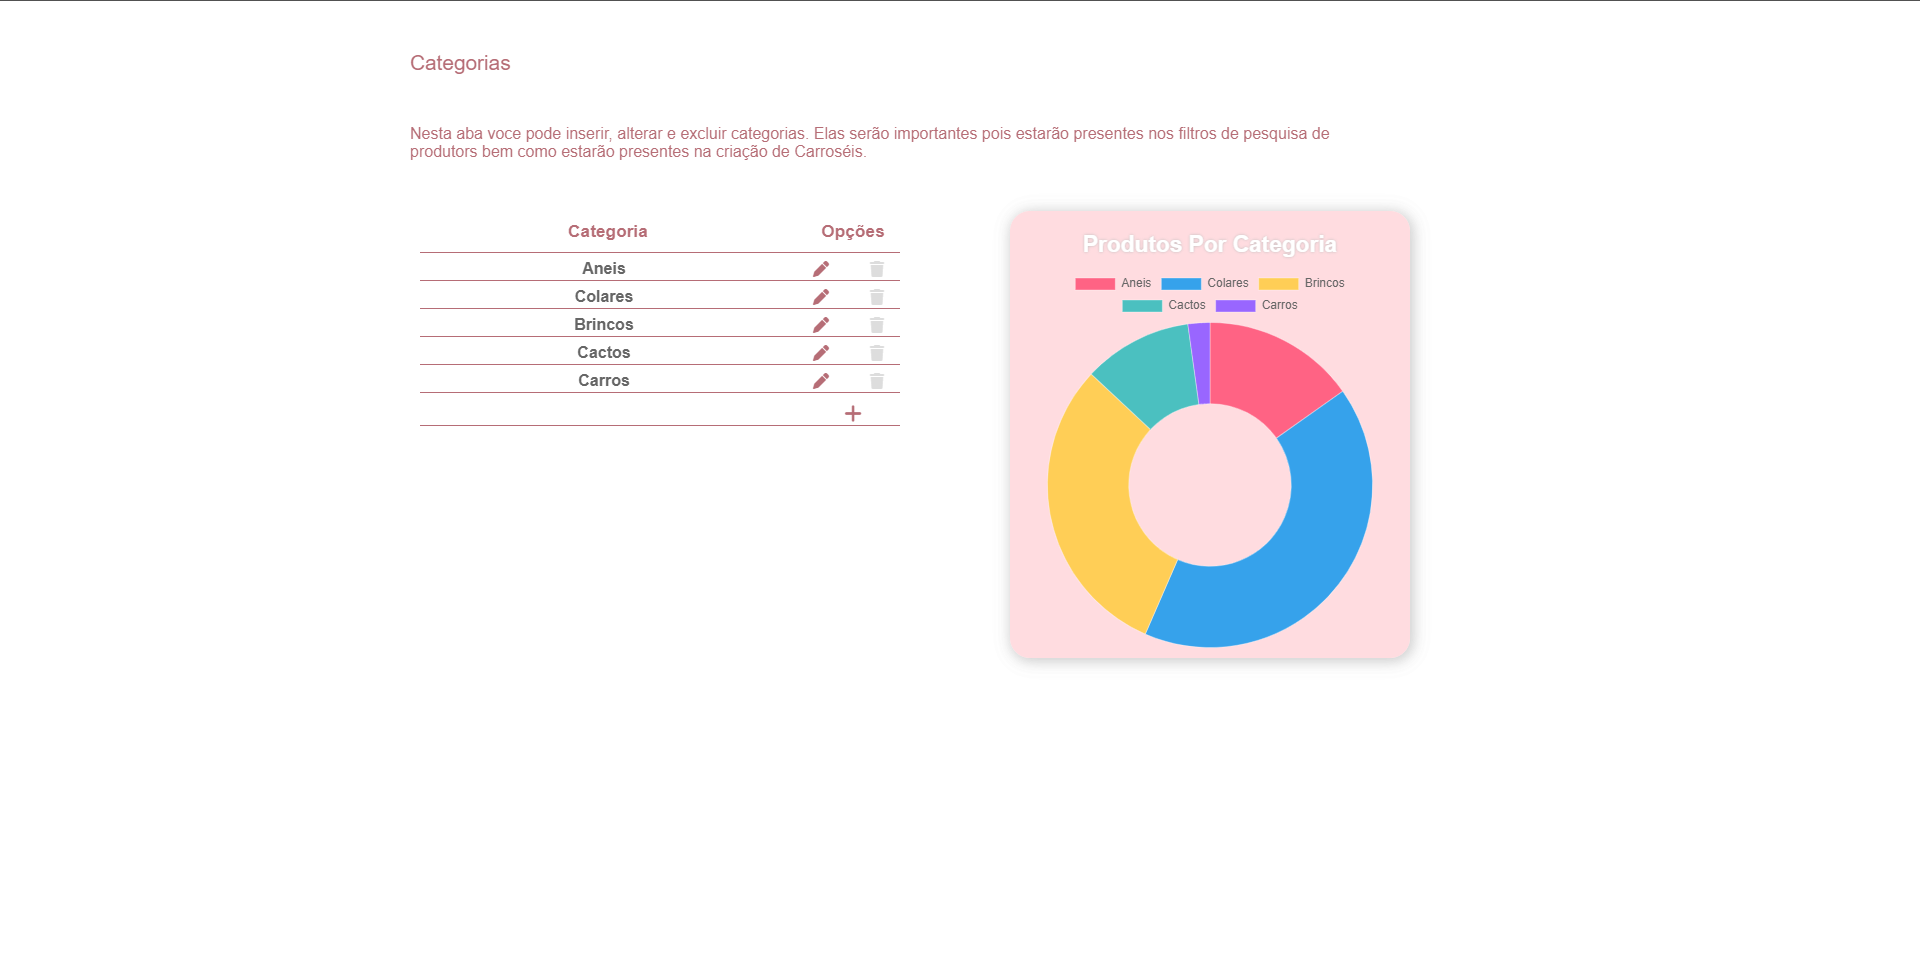 Categorias
Nesta aba voce pode inserir, alterar e excluir categorias. Elas serão importantes pois estarão presentes nos filtros de pesquisa de
produtors bem como estarão presentes na criação de Carroséis.
Categoria Opções
Aneis
Colares
Brincos
Cactos
Carros
Produtos Por Categoria
Aneis Colares Brincos
Cactos Carros